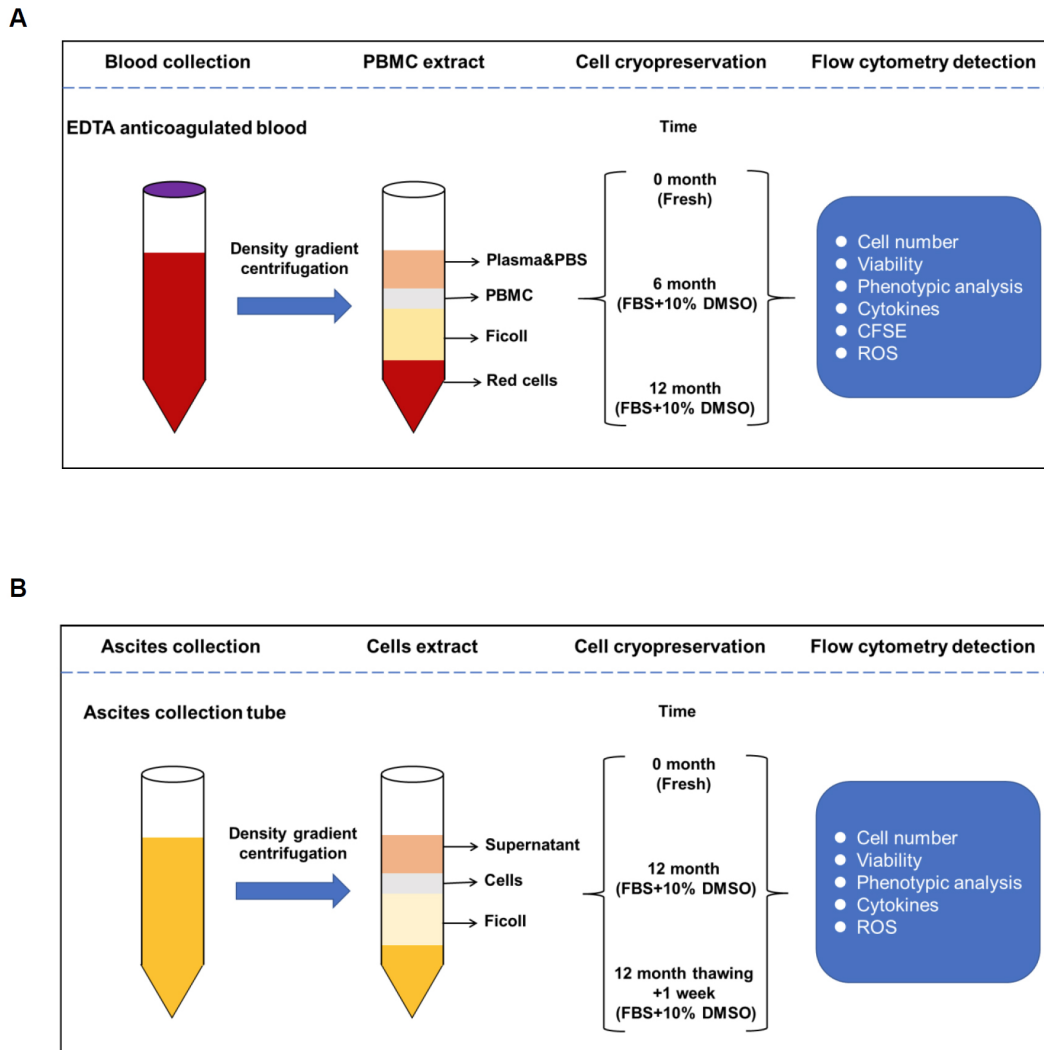 A
Blood collection
PBMC extract
Cell cryopreservation
Flow cytometry detection
EDTA anticoagulated blood
Time
Density gradient
centrifugation
Plasma&PBS
PBMC
Ficoll
Red cells
0 month
(Fresh)
6 month
(FBS+10% DMSO)
12 month
(FBS+10% DMSO)
Cell number
Viability
Phenotypic analysis
Cytokines
CFSE
ROS
B
Ascites collection
Cells extract
Cell cryopreservation
Flow cytometry detection
Ascites collection tube
Time
Density gradient
centrifugation
Supernatant
Cells
Ficoll
0 month
(Fresh)
12 month
(FBS+10% DMSO)
12 month thawing
+1 week
(FBS+10% DMSO)
Cell number
Viability
Phenotypic analysis
Cytokines
ROS